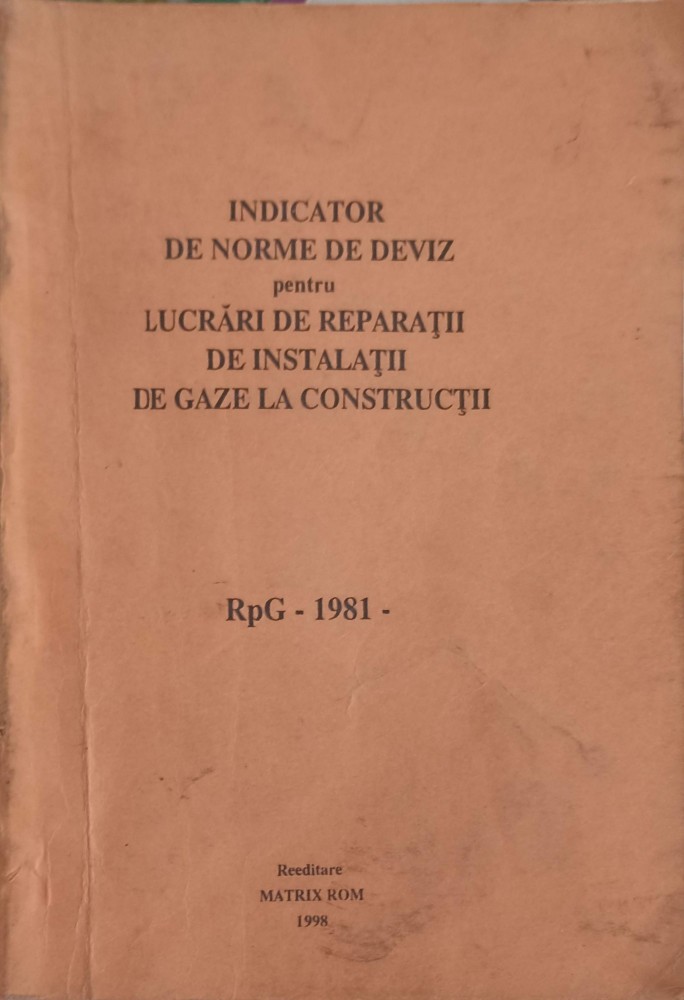 INDICATOR
DE NORME DE DEVIZ
pentru
LUCRĂRI DE REPARAŢII
DE INSTALAŢII
DE GAZE LA CONSTRUCŢII
RpG - 1981 -
Reeditare
MATRIX ROM
1998